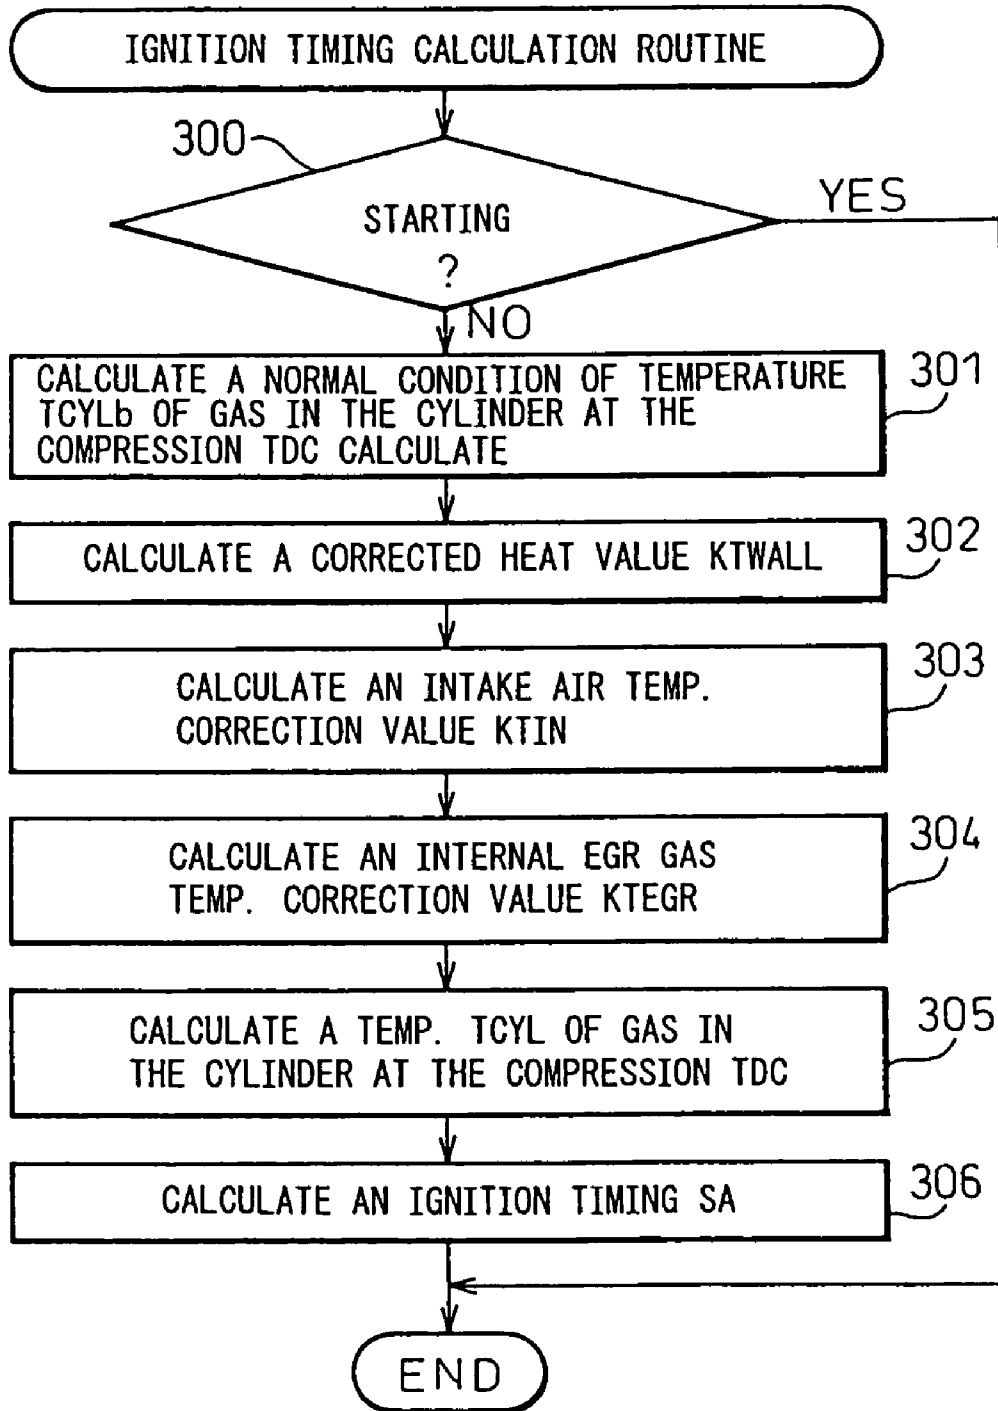 IGNITION TIMING CALCULATION ROUTINE
300
STARTING
?
YES
NO
CALCULATE A NORMAL CONDITION OF TEMPERATURE
TCYLb OF GAS IN THE CYLINDER AT THE
COMPRESSION TDC CALCULATE
301
CALCULATE A CORRECTED HEAT VALUE KTWALL
302
CALCULATE AN INTAKE AIR TEMP.
CORRECTION VALUE KTIN
303
CALCULATE AN INTERNAL EGR GAS
TEMP. CORRECTION VALUE KTEGR
304
CALCULATE A TEMP. TCYL OF GAS IN
THE CYLINDER AT THE COMPRESSION TDC
305
CALCULATE AN IGNITION TIMING SA
306
END